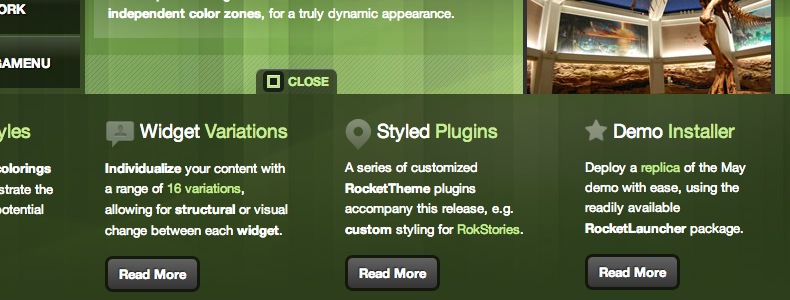 ORK
independent color zones, for a truly dynamic appearance.
GAMENU
CLOSE
yles
colorings
strate the
potential
Widget Variations
Individualize your content with
a range of 16 variations,
allowing for structural or visual
change between each widget.
Read More
Styled Plugins
A series of customized
RocketTheme plugins
accompany this release, e.g.
custom styling for RokStories.
Read More
Demo Installer
Deploy a replica of the May
demo with ease, using the
readily available
RocketLauncher package.
Read More